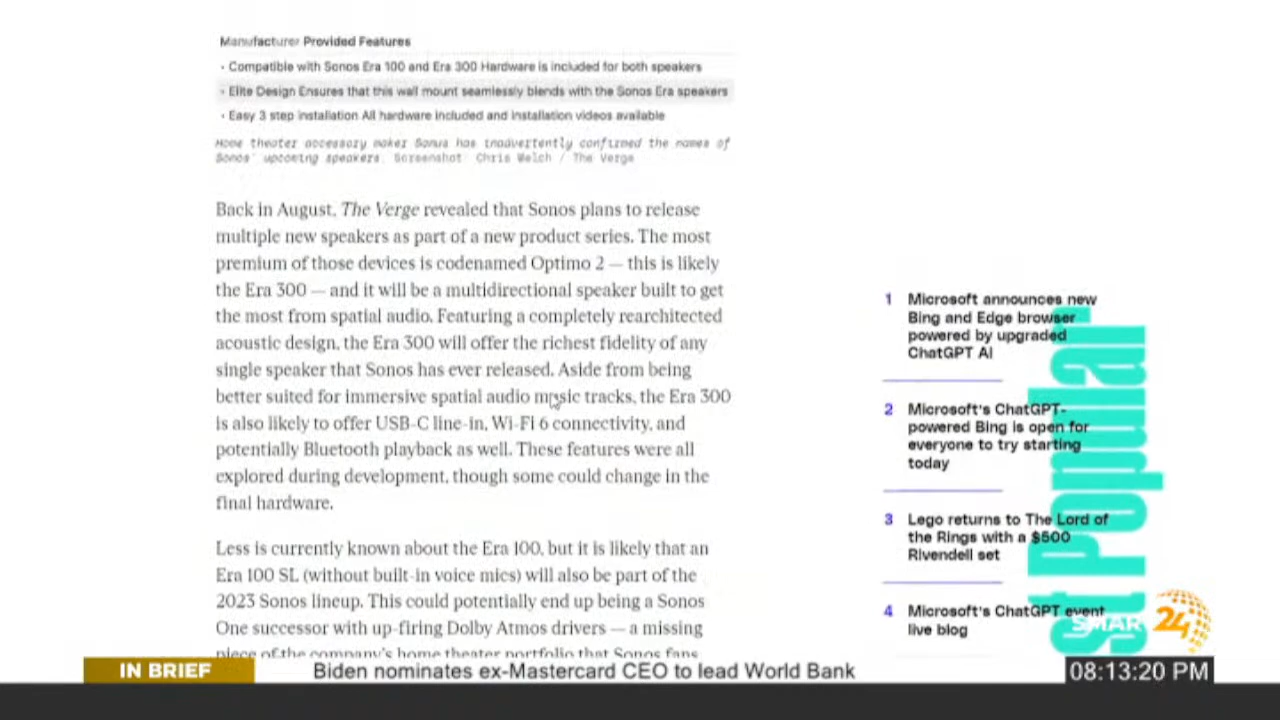 Manufacturer Provided Features
· Compatible with Sonos Era 100 and Era 300 Hardware is included for both speakers
· Elite Design Ensures that this wall mount seamlessly blends with the Sonos Era speakers
· Easy 3 step installation All hardware included and installation videos available
Home theater accessory maker Sanus has inadvertently confirmed the names of
Sonos' upcoming speakers. Screenshot: Chris Welch / The Verge
Back in August, The Verge revealed that Sonos plans to release
multiple new speakers as part of a new product series. The most
premium of those devices is codenamed Optimo 2 — this is likely
the Era 300 — and it will be a multidirectional speaker built to get
the most from spatial audio. Featuring a completely rearchitected
acoustic design, the Era 300 will offer the richest fidelity of any
single speaker that Sonos has ever released. Aside from being
better suited for immersive spatial audio music tracks, the Era 300
is also likely to offer USB-C line-in, Wi-Fi 6 connectivity, and
potentially Bluetooth playback as well. These features were all
explored during development, though some could change in the
final hardware.
Less is currently known about the Era 100, but it is likely that an
Era 100 SL (without built-in voice mics) will also be part of the
2023 Sonos lineup. This could potentially end up being a Sonos
One successor with up-firing Dolby Atmos drivers — a missing
piece of the company's home theater portfolio that Sonos fans
1 Microsoft announces new
Bing and Edge browser
powered by upgraded
ChatGPT AI
2 Microsoft's ChatGPT-
powered Bing is open for
everyone to try starting
today
3 Lego returns to The Lord of
the Rings with a $500
Rivendell set
4 Microsoft's ChatGPT event
live blog
st Popular
SMART 24
IN BRIEF
Biden nominates ex-Mastercard CEO to lead World Bank
08:13:20 PM